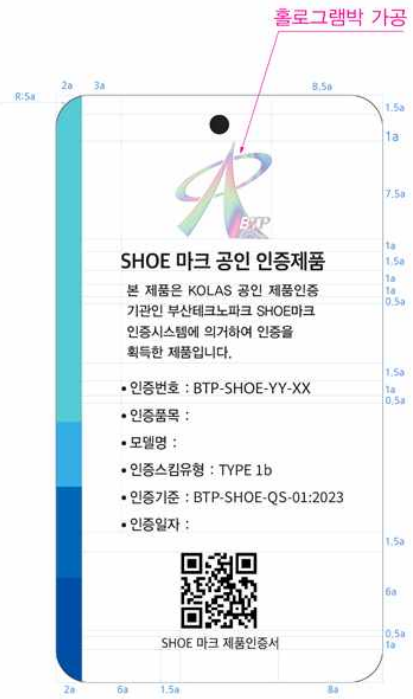 홀로그램박 가공
2a 3a 8.5a
R:5a
1.5a
1a
7.5a
BTP
1a
SHOE 마크 공인 인증제품
1.5a
1a
본 제품은 KOLAS 공인 제품인증
1a
0.5a
기관인 부산테크노파크 SHOE마크
인증시스템에 의거하여 인증을
획득한 제품입니다.
1.5a
• 인증번호 : BTP-SHOE-YY-XX
1a
0.5a
• 인증품목 :
• 모델명 :
• 인증스킴유형 : TYPE 1b
• 인증기준 : BTP-SHOE-QS-01:2023
• 인증일자 :
1.5a
6a
0.5a
SHOE 마크 제품인증서
1a
2a 6a 1.5a 8a